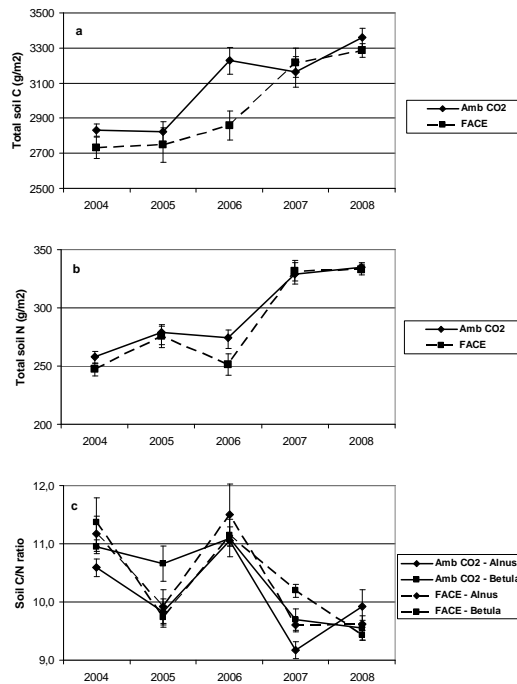 a
Total soil C (g/m2)
3500
3300
3100
2900
2700
2500
2004 2005 2006 2007 2008
Amb CO2
FACE
b
Total soil N (g/m2)
350
300
250
200
2004 2005 2006 2007 2008
Amb CO2
FACE
c
Soil C/N ratio
12,0
11,0
10,0
9,0
2004 2005 2006 2007 2008
Amb CO2 - Alnus
Amb CO2 - Betula
FACE - Alnus
FACE - Betula